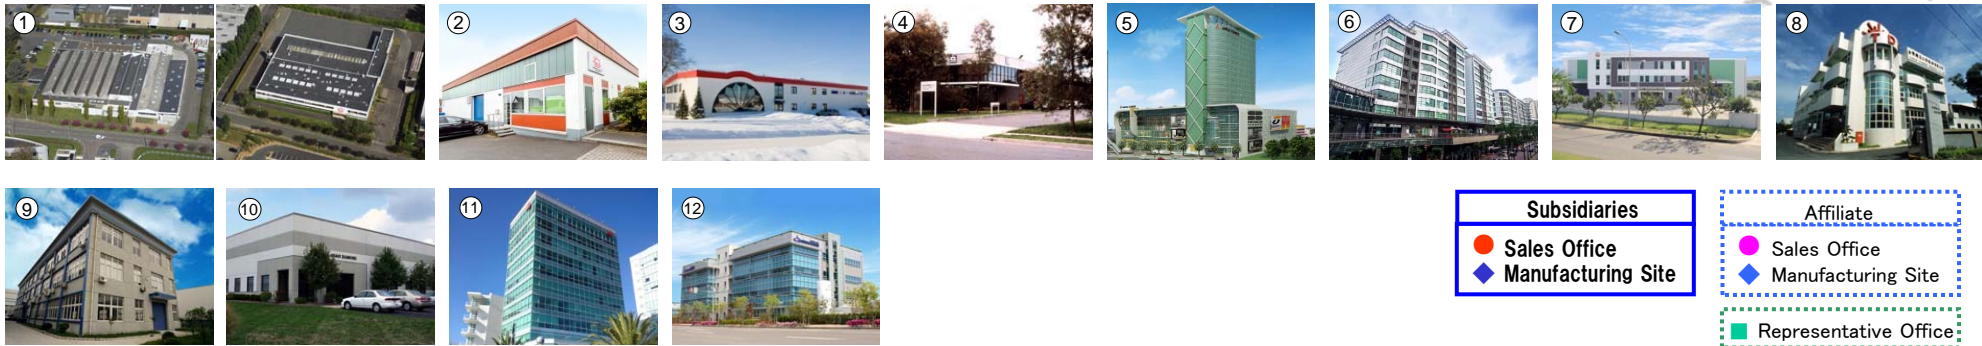 1
2
3
4
5
6
7
8
9
10
11
12
Subsidiaries
Sales Office
Manufacturing Site
Affiliate
Sales Office
Manufacturing Site
Representative Office